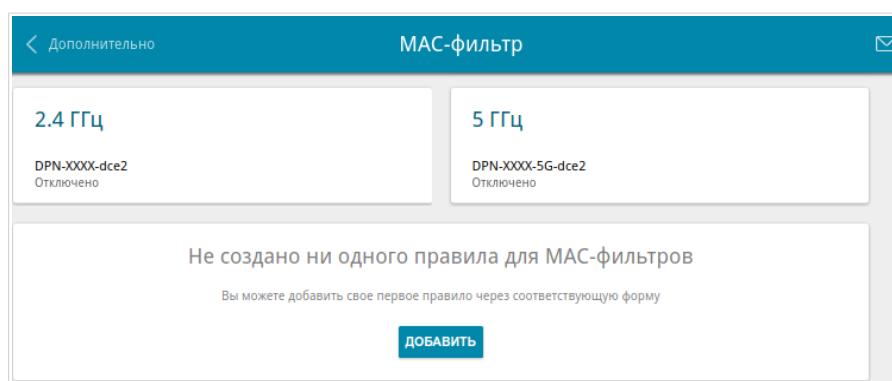 Дополнительно
MAC-фильтр
2.4 ГГц
DPN-XXXX-dce2
Отключено
5 ГГц
DPN-XXXX-5G-dce2
Отключено
Не создано ни одного правила для MAC-фильтров
Вы можете добавить свое первое правило через соответствующую форму
ДОБАВИТЬ